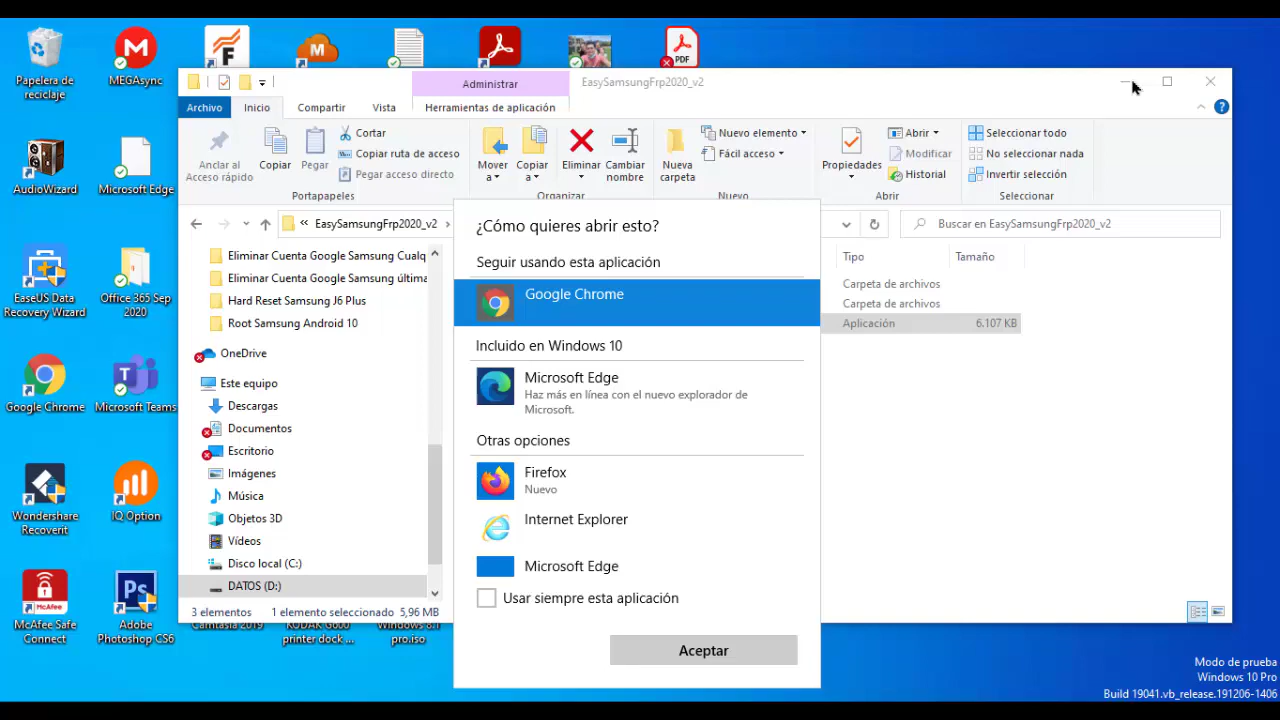 Papelera de
reciclaje
MEGAsync
PDF
Administrar
EasySamsungFrp2020_v2
Archivo
Inicio
Compartir
Vista
Herramientas de aplicación
Anclar al
Acceso rápido
Copiar
Pegar
Cortar
Copiar ruta de acceso
Pegar acceso directo
Portapapeles
Mover
a
Copiar
a
Eliminar
Cambiar
nombre
Organizar
Nueva
carpeta
Nuevo elemento
Fácil acceso
Nuevo
Propiedades
Abrir
Modificar
Historial
Abrir
Seleccionar todo
No seleccionar nada
Invertir selección
Seleccionar
« EasySamsungFrp2020_v2
Buscar en EasySamsungFrp2020_v2
Tipo
Tamaño
Carpeta de archivos
Carpeta de archivos
Aplicación
6.107 KB
AudioWizard
Microsoft Edge
EaseUS Data
Recovery Wizard
Office 365 Sep
2020
Google Chrome
Microsoft Teams
Wondershare
Recoverit
IQ Option
McAfee
McAfee Safe
Connect
Ps
Adobe
Photoshop CS6
Eliminar Cuenta Google Samsung Cualq
Eliminar Cuenta Google Samsung última
Hard Reset Samsung J6 Plus
Root Samsung Android 10
OneDrive
Este equipo
Descargas
Documentos
Escritorio
Imágenes
Música
Objetos 3D
Vídeos
Disco local (C:)
DATOS (D:)
3 elementos
1 elemento seleccionado 5,96 MB
Camtasia 2019
KODAK G600
printer dock ...
Windows 8.1
pro.iso
¿Cómo quieres abrir esto?
Seguir usando esta aplicación
Google Chrome
Incluido en Windows 10
Microsoft Edge
Haz más en línea con el nuevo explorador de
Microsoft.
Otras opciones
Firefox
Nuevo
Internet Explorer
Microsoft Edge
Usar siempre esta aplicación
Aceptar
Modo de prueba
Windows 10 Pro
Build 19041.vb_release.191206-1406